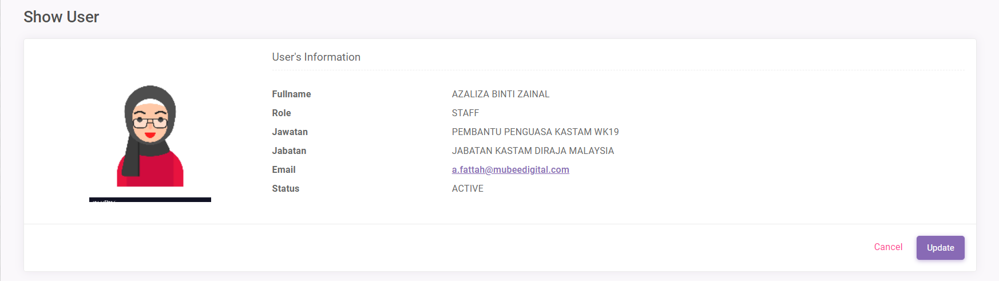 Show User
User's Information
Fullname AZALIZA BINTI ZAINAL
Role STAFF
Jawatan PEMBANTU PENGUASA KASTAM WK19
Jabatan JABATAN KASTAM DIRAJA MALAYSIA
Email a.fattah@mubeedigital.com
Status ACTIVE
Cancel Update